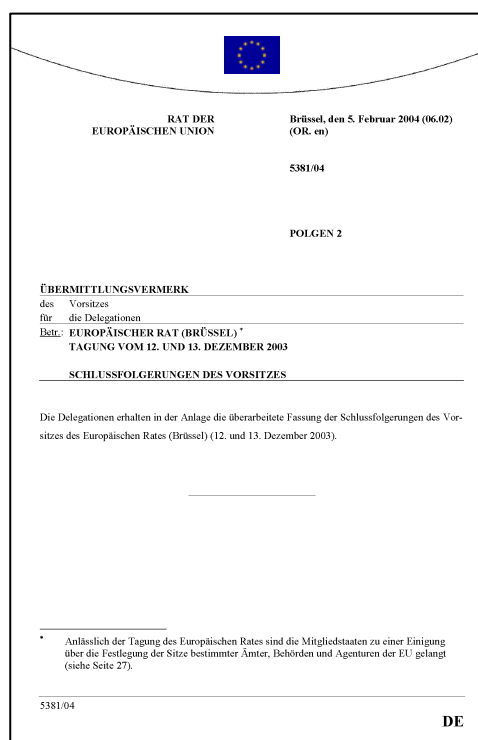 RAT DER
EUROPÄISCHEN UNION
Brüssel, den 5. Februar 2004 (06.02)
(OR. en)
5381/04
POLGEN 2
ÜBERMITTLUNGSVERMERK
des Vorsitzes
für die Delegationen
Betr.: EUROPÄISCHER RAT (BRÜSSEL) *
TAGUNG VOM 12. UND 13. DEZEMBER 2003
SCHLUSSFOLGERUNGEN DES VORSITZES
Die Delegationen erhalten in der Anlage die überarbeitete Fassung der Schlussfolgerungen des Vor-
sitzes des Europäischen Rates (Brüssel) (12. und 13. Dezember 2003).
* Anlässlich der Tagung des Europäischen Rates sind die Mitgliedstaaten zu einer Einigung
über die Festlegung der Sitze bestimmter Ämter, Behörden und Agenturen der EU gelangt
(siehe Seite 27).
5381/04
DE